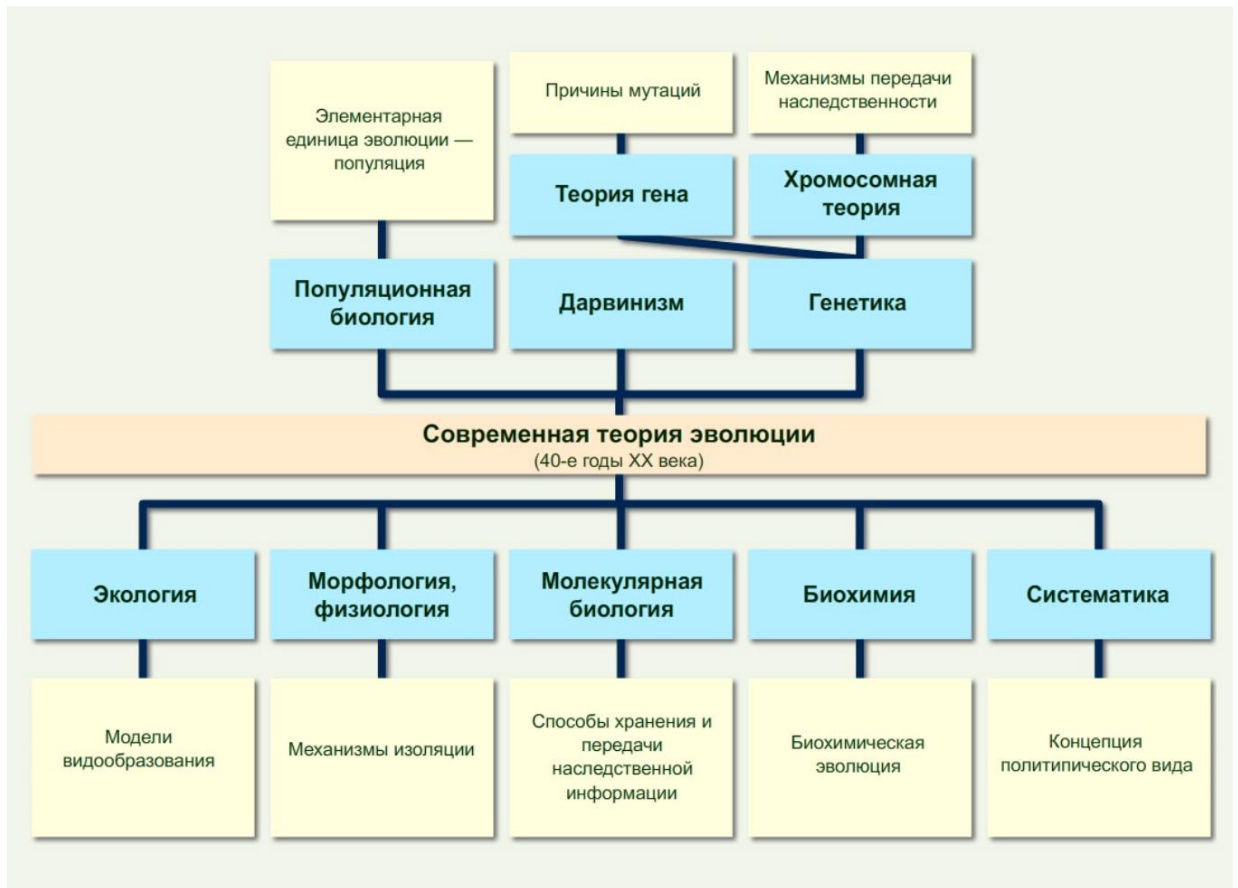 Элементарная
единица эволюции —
популяция
Причины мутаций
Механизмы передачи
наследственности
Теория гена
Хромосомная
теория
Популяционная
биология
Дарвинизм
Генетика
Современная теория эволюции
(40-е годы XX века)
Экология
Морфология,
физиология
Молекулярная
биология
Биохимия
Систематика
Модели
видообразования
Механизмы изоляции
Способы хранения и
передачи
наследственной
информации
Биохимическая
эволюция
Концепция
политипического вида